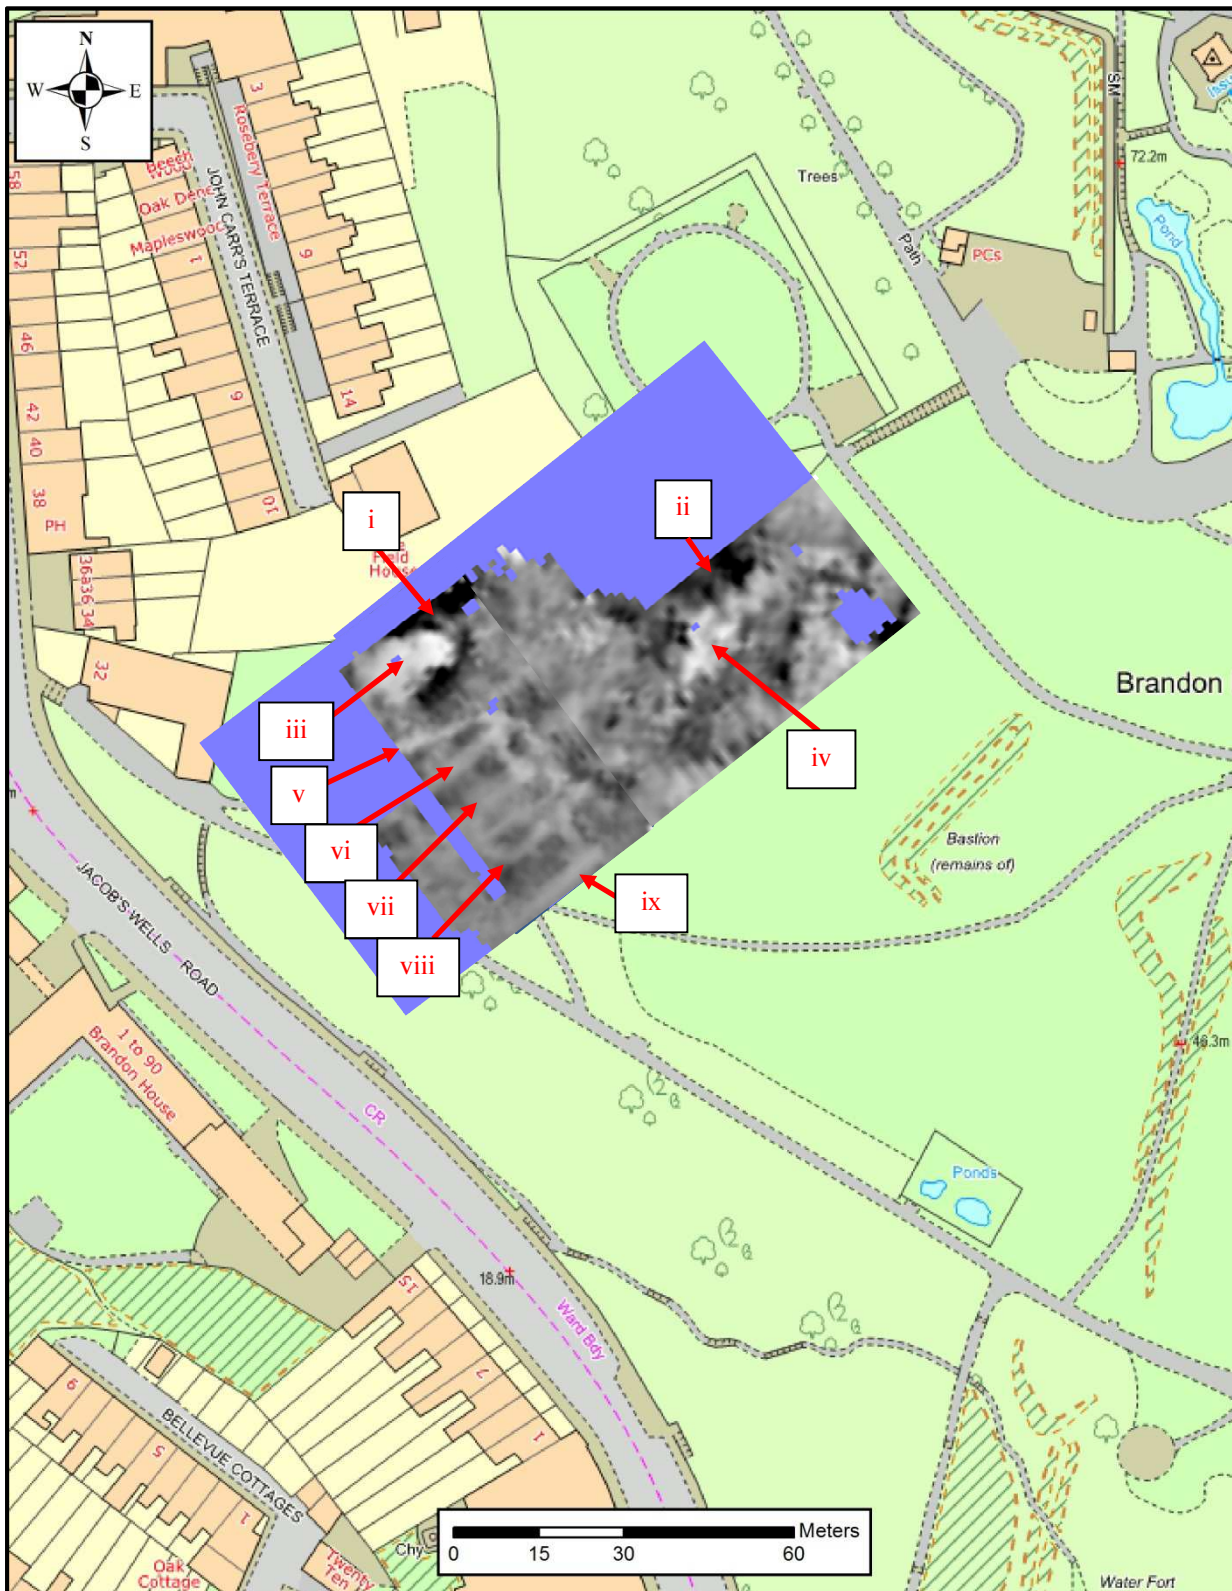 N
W E
S
3
Rosebery Terrace
9
14
Beech
Wood
Oak Dene
Mapleswood
1
JOHN CARR'S TERRACE
9
10
58
52
46
42
40
38
PH
36a36 34
32
Field
House
Trees
Path
PCs
SM
72.2m
Pond
i
ii
iii
iv
v
vi
vii
viii
ix
Brandon
Bastion
(remains of)
JACOB'S WELLS ROAD
1 to 90
Brandon House
CR
46.3m
Ponds
18.9m
Ward Bdy
15
7
1
9
5
1
BELLEVUE COTTAGES
Oak
Cottage
Twenty
Ten
Chy
Meters
0 15 30 60
Water Fort